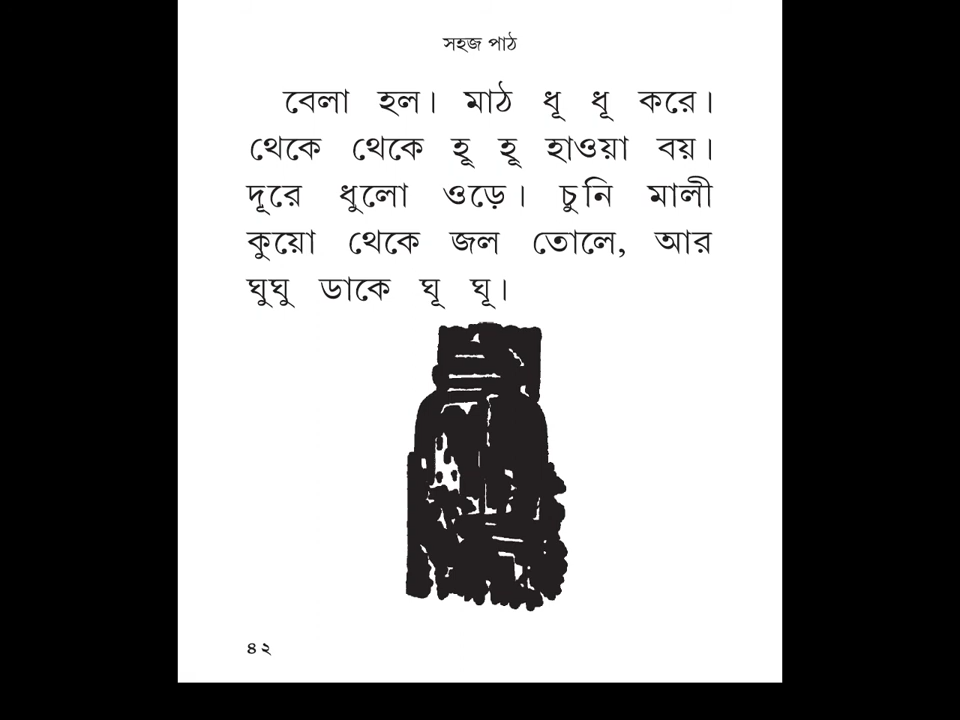 সহজ পাঠ
বেলা হল। মাঠ ধূ ধূ করে।
থেকে থেকে হূ হূ হাওয়া বয়।
দূরে ধুলো ওড়ে। চুনি মালী
কুয়ো থেকে জল তোলে, আর
ঘুঘু ডাকে ঘূ ঘূ।
৪২